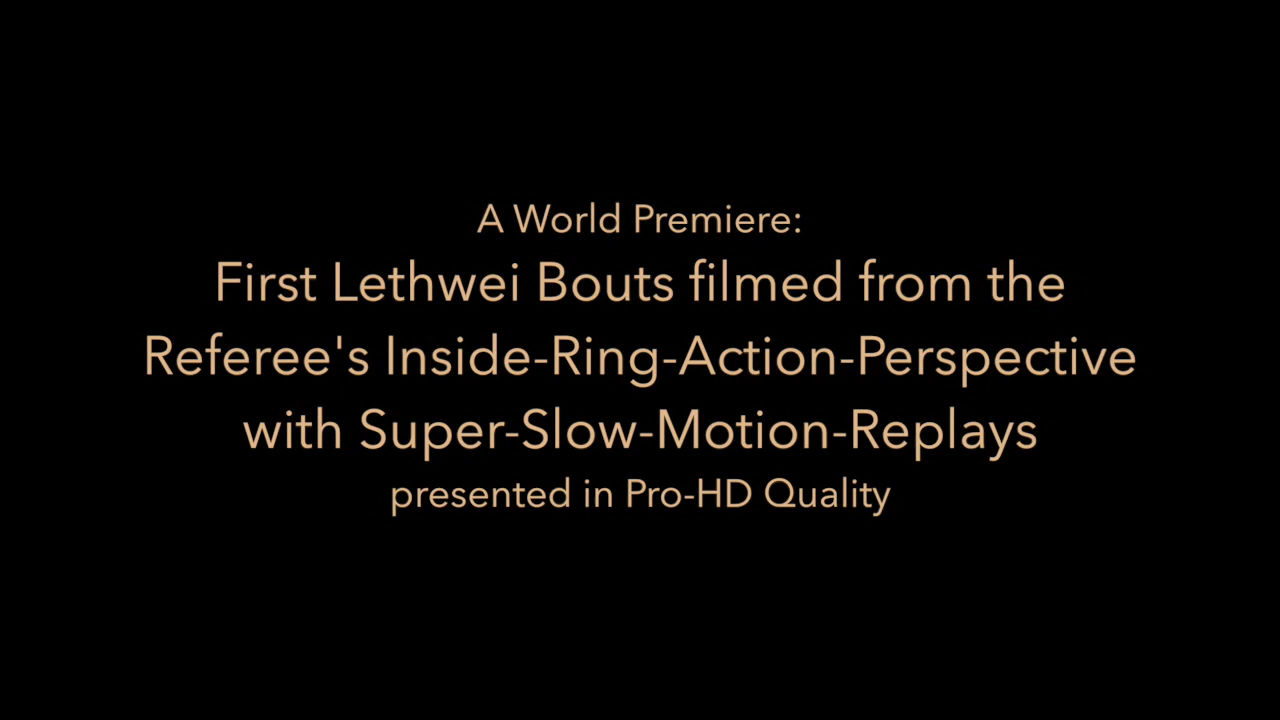 A World Premiere:
First Lethwei Bouts filmed from the
Referee's Inside-Ring-Action-Perspective
with Super-Slow-Motion-Replays
presented in Pro-HD Quality